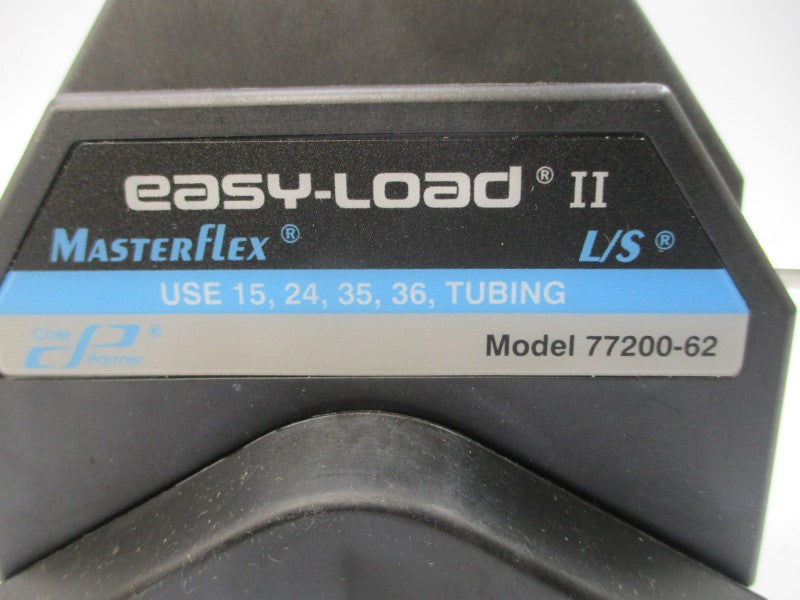 easy-Load® II
MASTERFLEX® L/S®
USE 15, 24, 35, 36, TUBING
Cole Parmer ® Model 77200-62